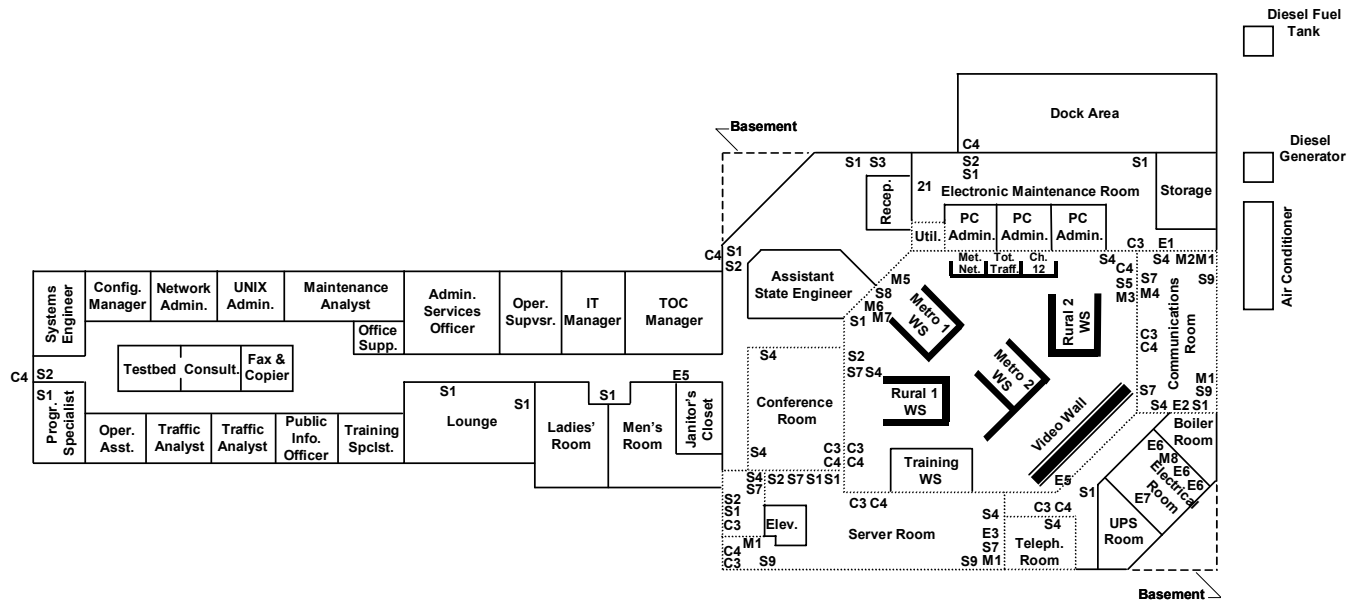 Diesel Fuel
Tank
Basement
Dock Area
C4
Diesel
Generator
S1 S3
S2
S1
S1
21
Electronic Maintenance Room
Storage
Recep.
Util.
PC
Admin.
PC
Admin.
PC
Admin.
Air Conditioner
C4
S1
S2
Assistant
State Engineer
Met.
Net.
Tot.
Traff.
Ch.
12
C3 E1
S4
S4 M2M1
C4
S5
M3
S7
M4
S9
M5
S8
M6
M7
S1
Metro 1
WS
Rural 2
WS
Communications
Room
C3
C4
Systems
Engineer
Config.
Manager
Network
Admin.
UNIX
Admin.
Maintenance
Analyst
Office
Supp.
Admin.
Services
Officer
Oper.
Supvsr.
IT
Manager
TOC
Manager
Testbed
Consult.
Fax &
Copier
C4
S2
S1
Progr.
Specialist
Oper.
Asst.
Traffic
Analyst
Traffic
Analyst
Public
Info.
Officer
Training
Spclst.
S1
Lounge
S1
Ladies'
Room
S1
Men's
Room
E5
Janitor's
Closet
S4
Conference
Room
S4
C3
C4
S2
S7 S4
Rural 1
WS
Metro 2
WS
C3
C4
Training
WS
Video Wall
M1
S9
S7
S4 E2 S1
Boiler
Room
E6
M8
E6
E6
Electrical
Room
E7
E5
S1
UPS
Room
S4
S7
S2 S7 S1 S1
S2
S1
C3
Elev.
C4
C3
M1
S9
C3 C4
Server Room
S4
E3
S7
S9 M1
C3 C4
S4
Teleph.
Room
Basement